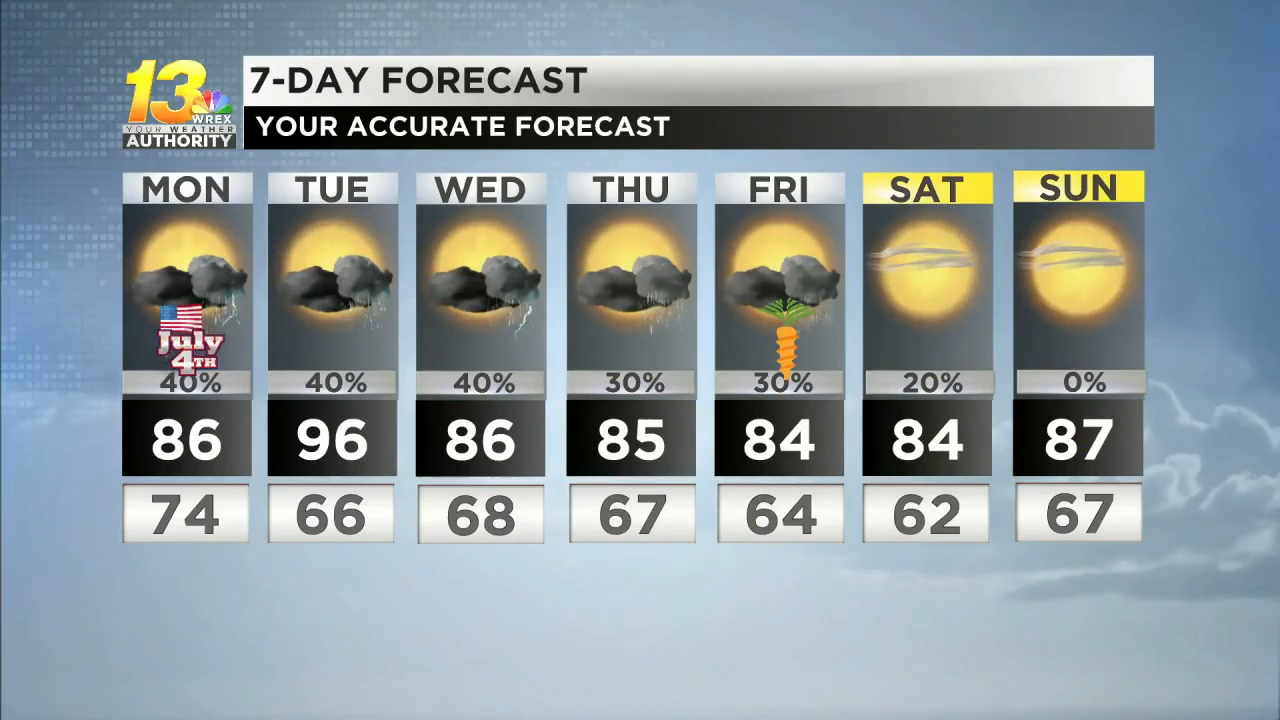 13
WREX
YOUR WEATHER
AUTHORITY
7-DAY FORECAST
YOUR ACCURATE FORECAST
MON TUE WED THU FRI SAT SUN
July
4TH
40% 40% 40% 30% 30% 20% 0%
86 96 86 85 84 84 87
74 66 68 67 64 62 67